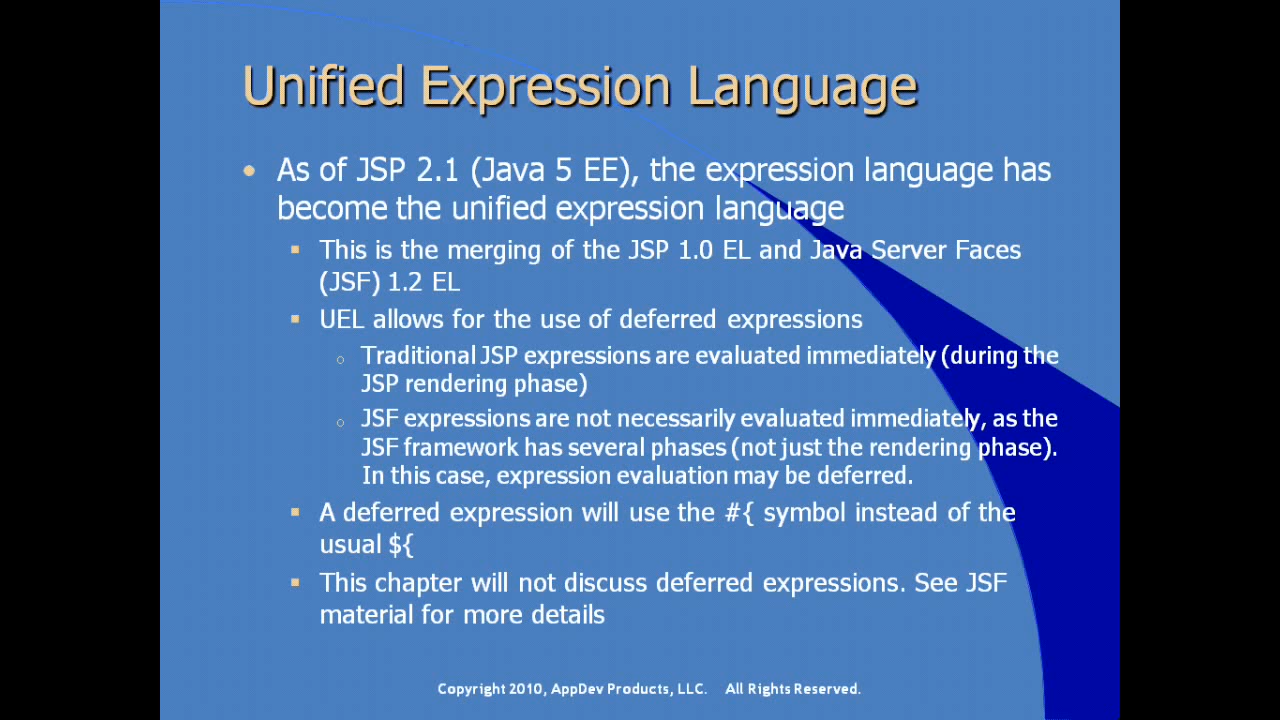 Unified Expression Language
• As of JSP 2.1 (Java 5 EE), the expression language has
become the unified expression language
▪ This is the merging of the JSP 1.0 EL and Java Server Faces
(JSF) 1.2 EL
▪ UEL allows for the use of deferred expressions
○ Traditional JSP expressions are evaluated immediately (during the
JSP rendering phase)
○ JSF expressions are not necessarily evaluated immediately, as the
JSF framework has several phases (not just the rendering phase).
In this case, expression evaluation may be deferred.
▪ A deferred expression will use the #{ symbol instead of the
usual ${
▪ This chapter will not discuss deferred expressions. See JSF
material for more details
Copyright 2010, AppDev Products, LLC. All Rights Reserved.